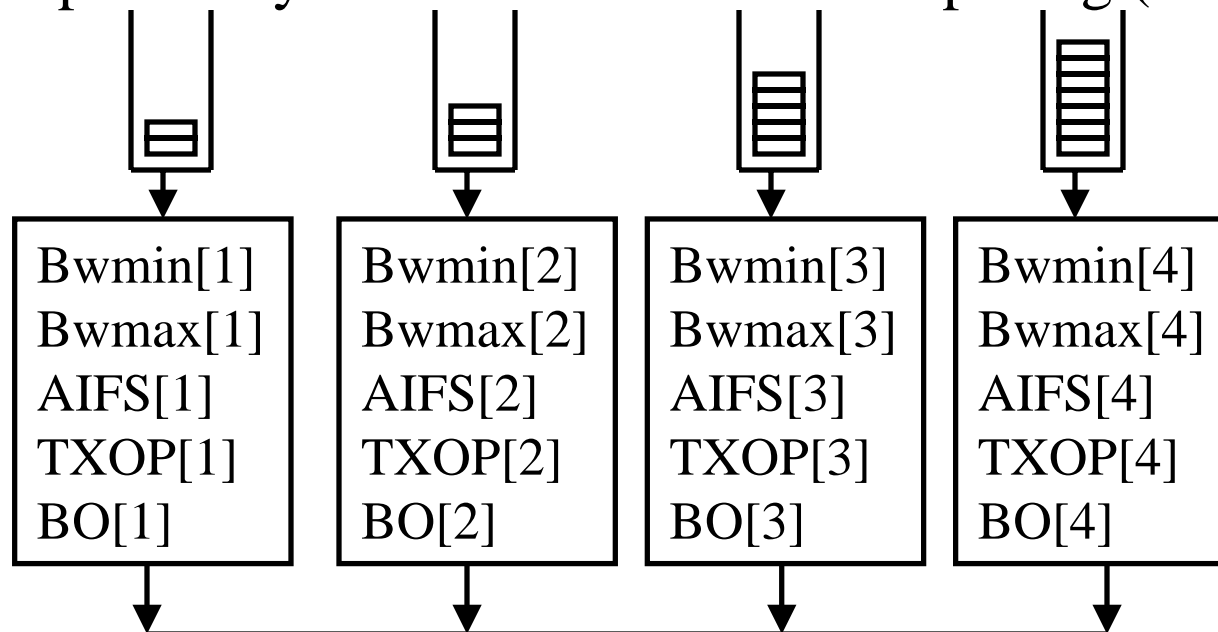 Bwmin[1]
Bwmax[1]
AIFS[1]
TXOP[1]
BO[1]
Bwmin[2]
Bwmax[2]
AIFS[2]
TXOP[2]
BO[2]
Bwmin[3]
Bwmax[3]
AIFS[3]
TXOP[3]
BO[3]
Bwmin[4]
Bwmax[4]
AIFS[4]
TXOP[4]
BO[4]